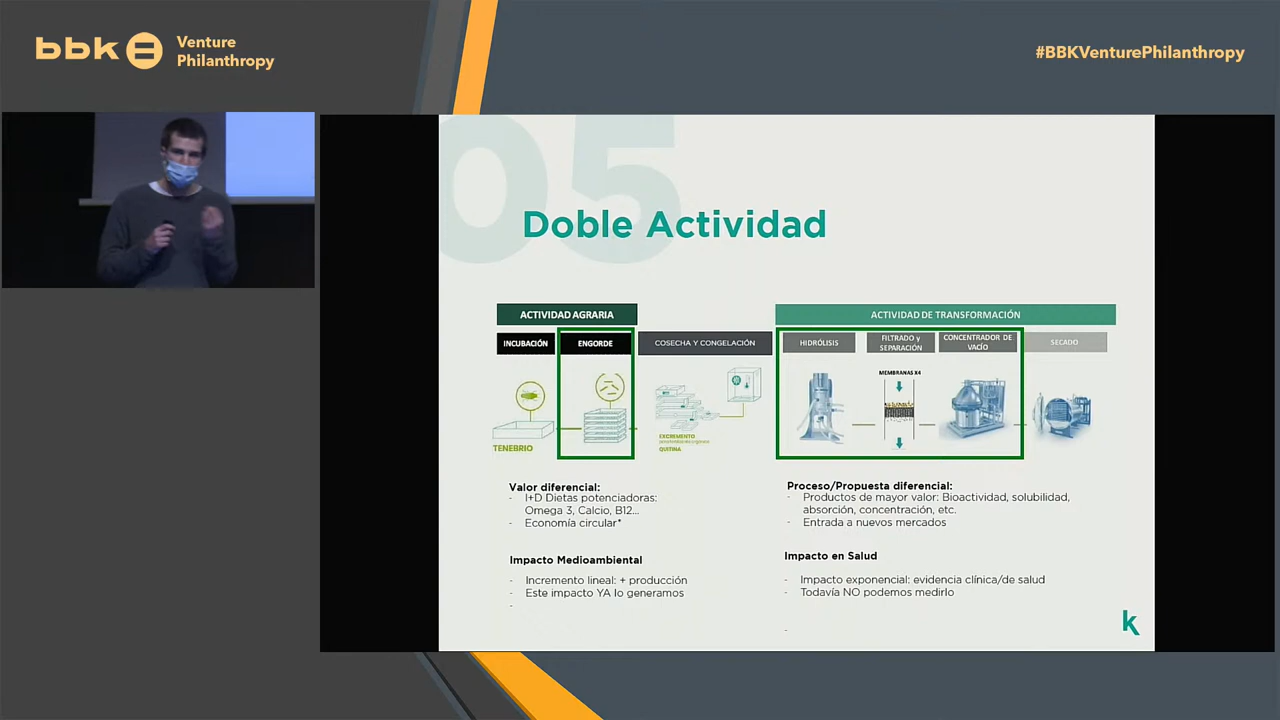 bbk
Venture
Philanthropy
#BBKVenturePhilanthropy
05
Doble Actividad
ACTIVIDAD AGRARIA
ACTIVIDAD DE TRANSFORMACIÓN
INCUBACIÓN
ENGORDE
COSECHA Y CONGELACIÓN
HIDRÓLISIS
FILTRADO y
SEPARACIÓN
CONCENTRADOR DE
VACÍO
SECADO
MEMBRANAS X4
TENEBRIO
EXCREMENTO
QUITINA
Valor diferencial:
- I+D Dietas potenciadoras:
Omega 3, Calcio, B12...
- Economía circular*
Impacto Medioambiental
- Incremento lineal: + producción
- Este impacto YA lo generamos
-
Proceso/Propuesta diferencial:
- Productos de mayor valor: Bioactividad, solubilidad,
absorción, concentración, etc.
- Entrada a nuevos mercados
Impacto en Salud
- Impacto exponencial: evidencia clínica/de salud
- Todavía NO podemos medirlo
-
k